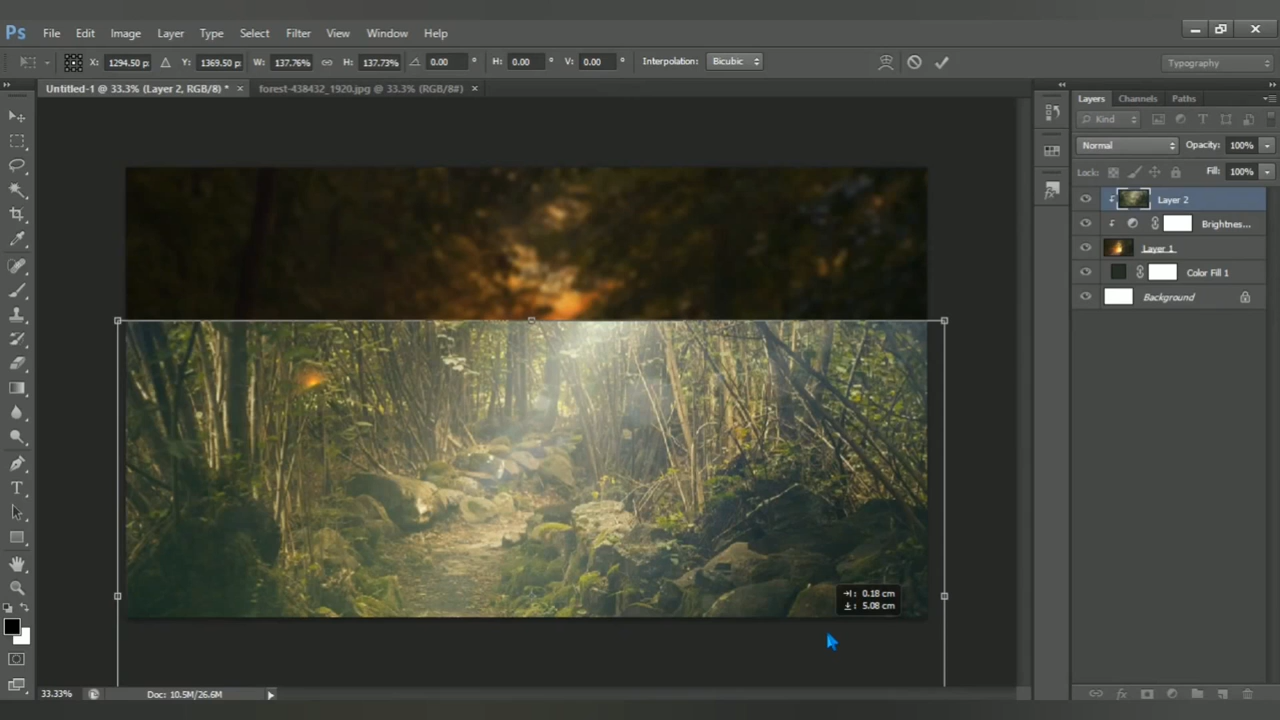 Ps File Edit Image Layer Type Select Filter View Window Help
X: 1294.50 p Y: 1369.50 p W: 137.76% H: 137.73% 0.00 ° H: 0.00 ° V: 0.00 ° Interpolation: Bicubic Typography
Untitled-1 @ 33.3% (Layer 2, RGB/8) * × forest-438432_1920.jpg @ 33.3% (RGB/8#) ×
Layers Channels Paths
Kind
Normal Opacity: 100%
Lock: Fill: 100%
Layer 2
Brightnes...
Layer 1
Color Fill 1
Background
0.18 cm
5.08 cm
33.33% Doc: 10.5M/26.6M